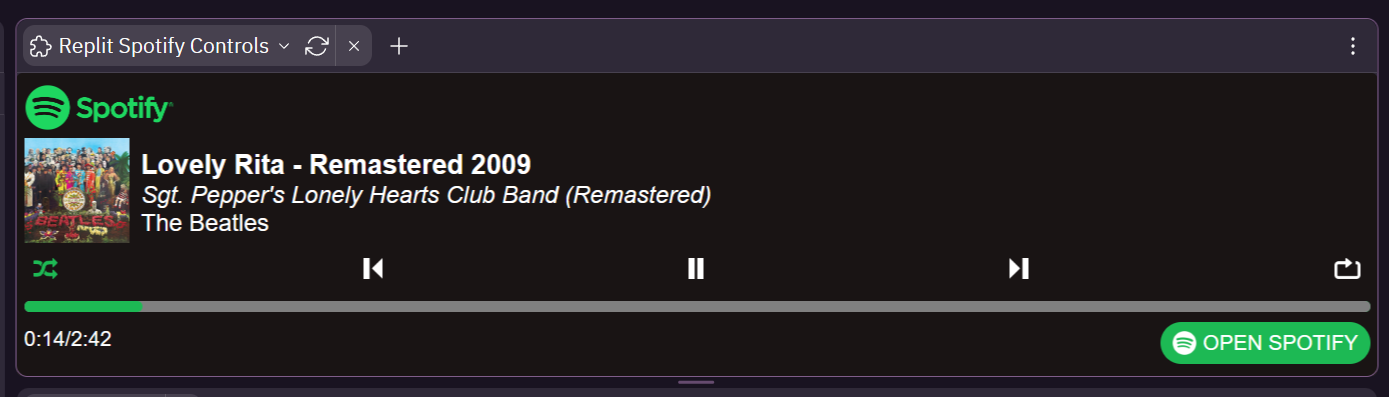 Replit Spotify Controls
Spotify
Lovely Rita - Remastered 2009
Sgt. Pepper's Lonely Hearts Club Band (Remastered)
The Beatles
BEATLES
0:14/2:42
OPEN SPOTIFY